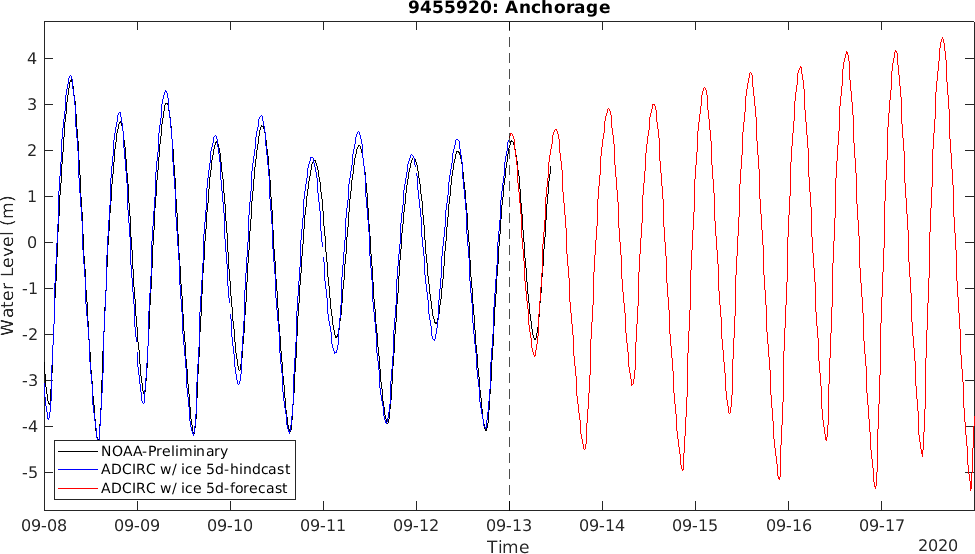 9455920: Anchorage
Water Level (m)
4
3
2
1
0
-1
-2
-3
-4
-5
NOAA-Preliminary
ADCIRC w/ ice 5d-hindcast
ADCIRC w/ ice 5d-forecast
09-08 09-09 09-10 09-11 09-12 09-13 09-14 09-15 09-16 09-17
Time
2020